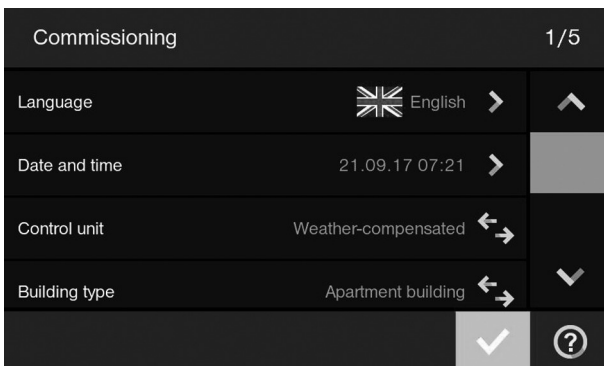 Commissioning 1/5
Language English
Date and time 21.09.17 07:21
Control unit Weather-compensated
Building type Apartment building
?